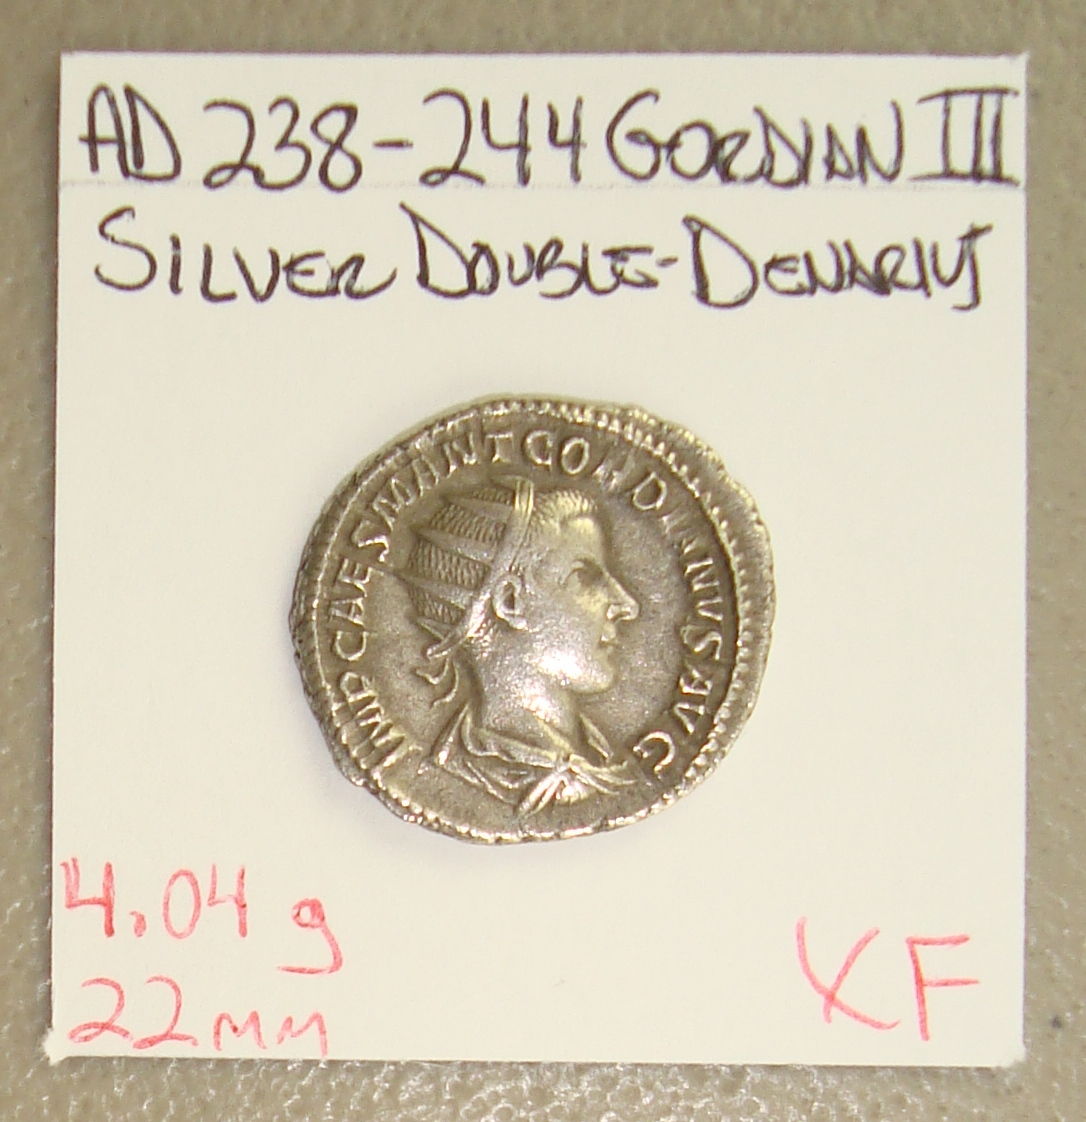 AD 238-244 GORDIAN III
SILVER DOUBLE-DENARIUS
IMP CAES M ANT GORDIANVS AVG
4.04 g
22mm
XF